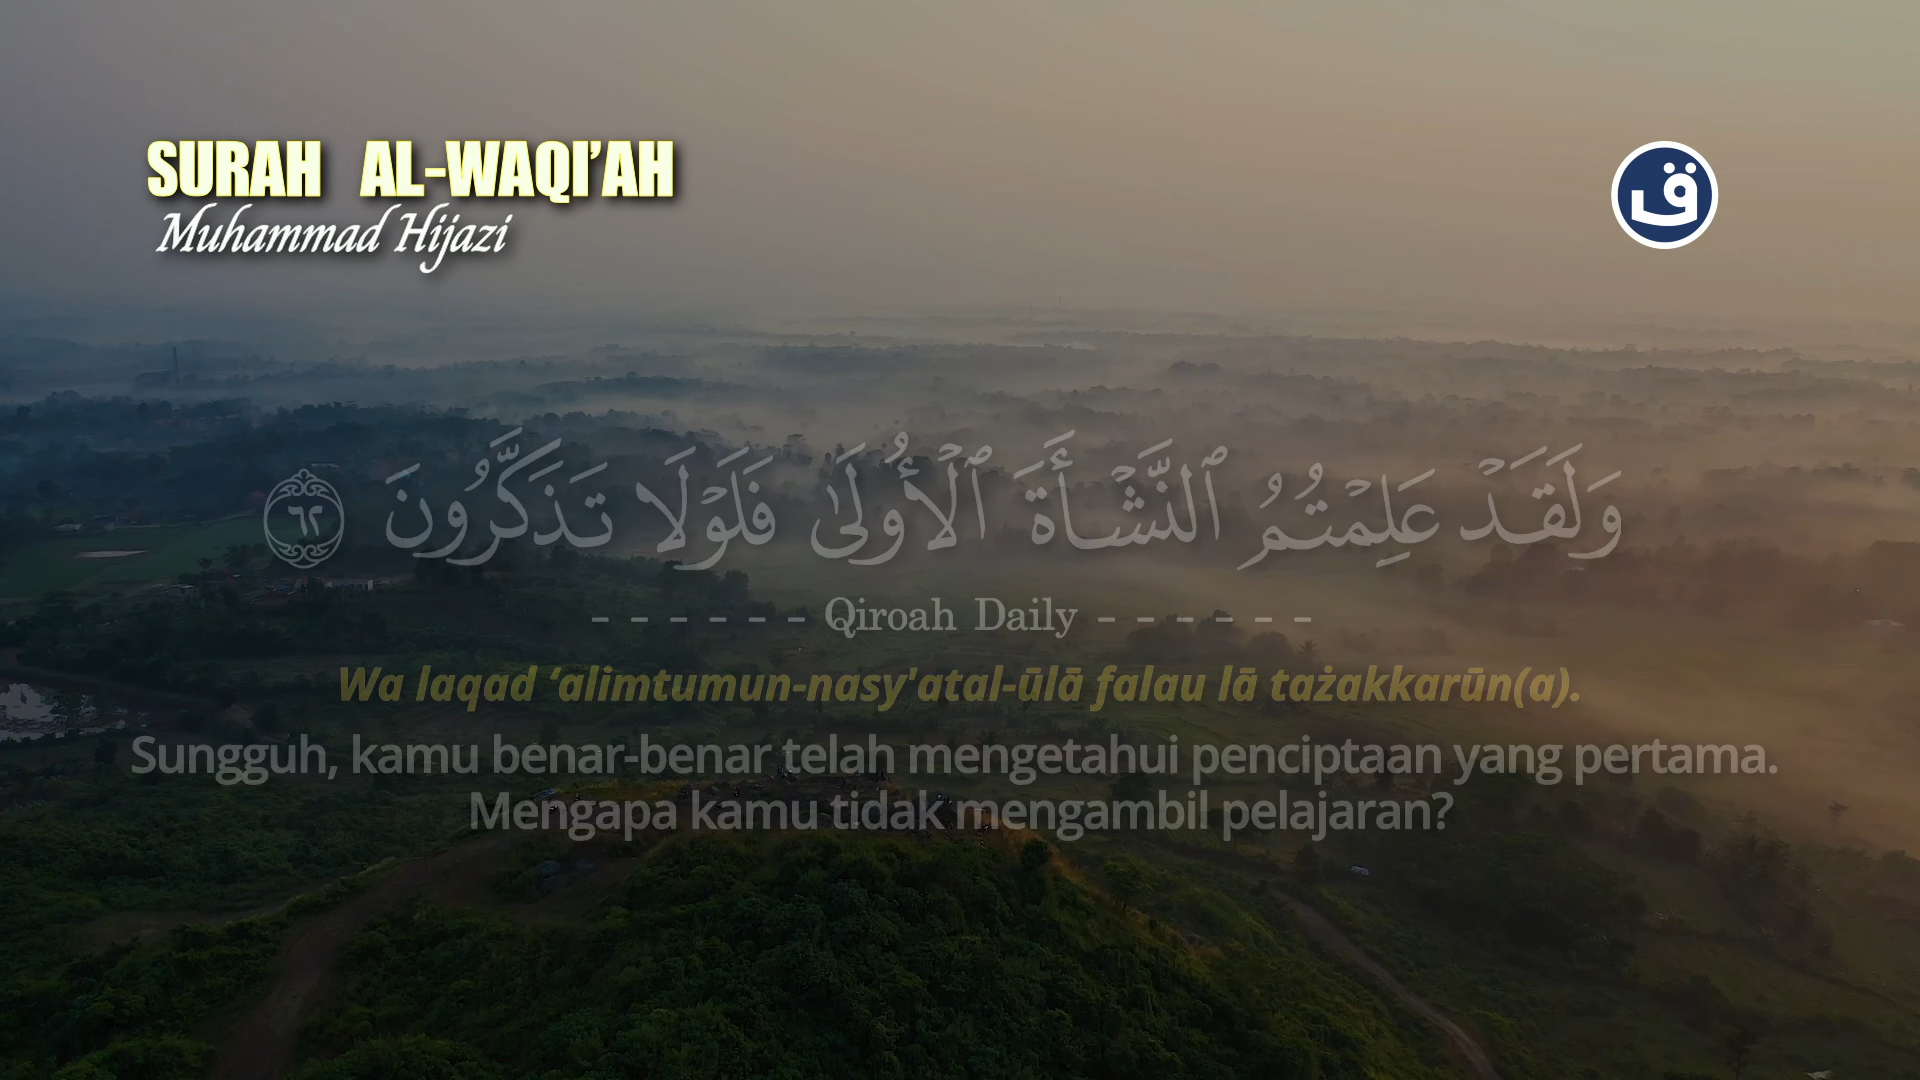 SURAH AL-WAQI’AH
Muhammad Hijazi
ق
وَلَقَدْ عَلِمْتُمُ ٱلنَّشْأَةَ ٱلْأُولَىٰ فَلَوْلَا تَذَكَّرُونَ ٦٢
- - - - - - Qiroah Daily - - - - - -
Wa laqad ‘alimtumun-nasy'atal-ūlā falau lā tażakkarūn(a).
Sungguh, kamu benar-benar telah mengetahui penciptaan yang pertama.
Mengapa kamu tidak mengambil pelajaran?